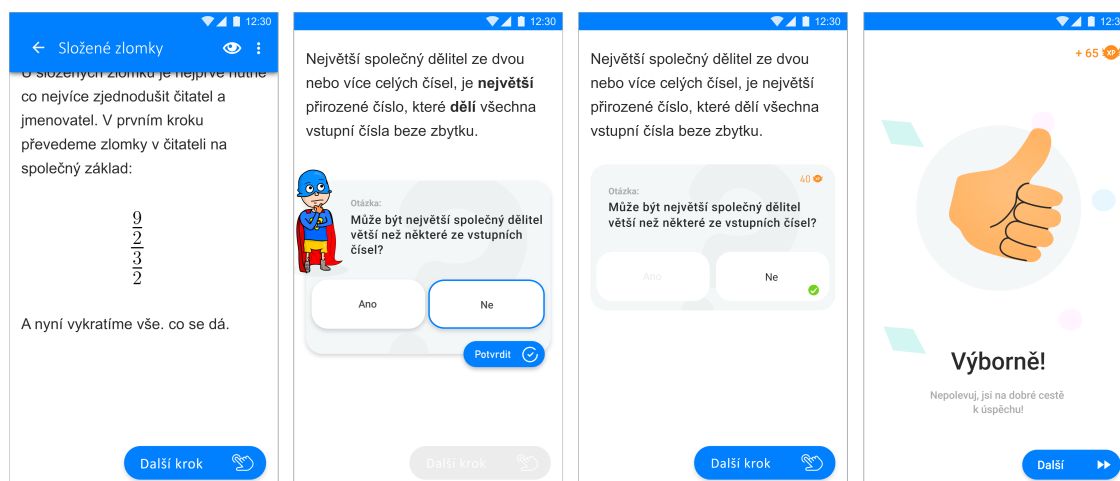 12:30
Složené zlomky
U složených zlomků je nejprve nutné
co nejvíce zjednodušit čitatel a
jmenovatel. V prvním kroku
převedeme zlomky v čitateli na
společný základ:
9
2
3
2
A nyní vykratíme vše. co se dá.
Další krok
12:30
Největší společný dělitel ze dvou
nebo více celých čísel, je největší
přirozené číslo, které dělí všechna
vstupní čísla beze zbytku.
Otázka:
Může být největší společný dělitel
větší než některé ze vstupních
čísel?
Ano
Ne
Potvrdit
Další krok
12:30
Největší společný dělitel ze dvou
nebo více celých čísel, je největší
přirozené číslo, které dělí všechna
vstupní čísla beze zbytku.
40 XP
Otázka:
Může být největší společný dělitel
větší než některé ze vstupních čísel?
Ano
Ne
Další krok
12:3
+ 65 XP
Výborně!
Nepolevuj, jsi na dobré cestě
k úspěchu!
Další